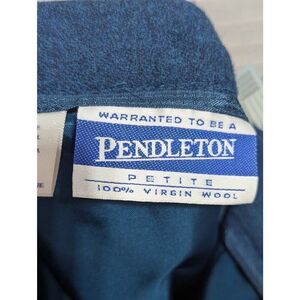 WARRANTED TO BE A
PENDLETON
PETITE
100% VIRGIN WOOL